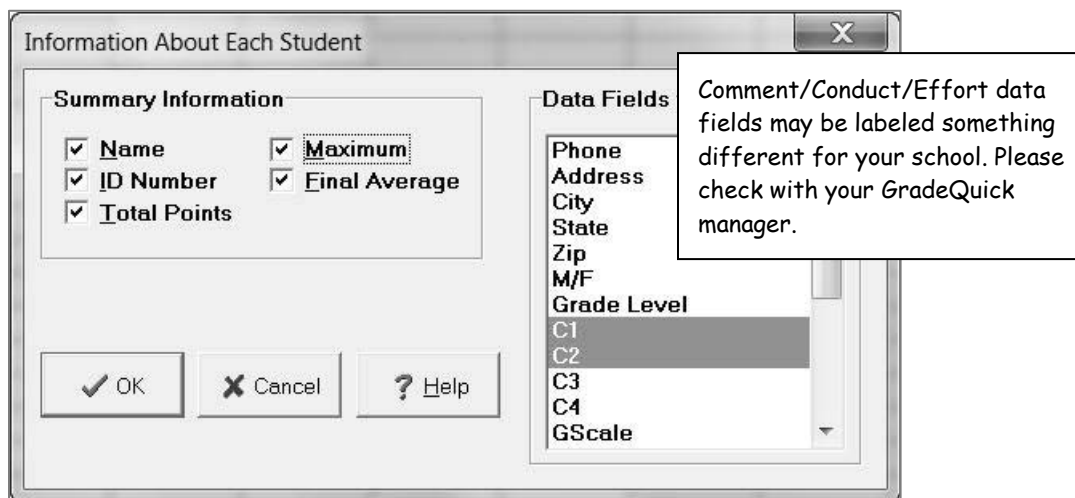 Information About Each Student
X
Summary Information
Name
Maximum
ID Number
Final Average
Total Points
OK
Cancel
? Help
Data Fields
Phone
Address
City
State
Zip
M/F
Grade Level
C1
C2
C3
C4
GScale
Comment/Conduct/Effort data
fields may be labeled something
different for your school. Please
check with your GradeQuick
manager.